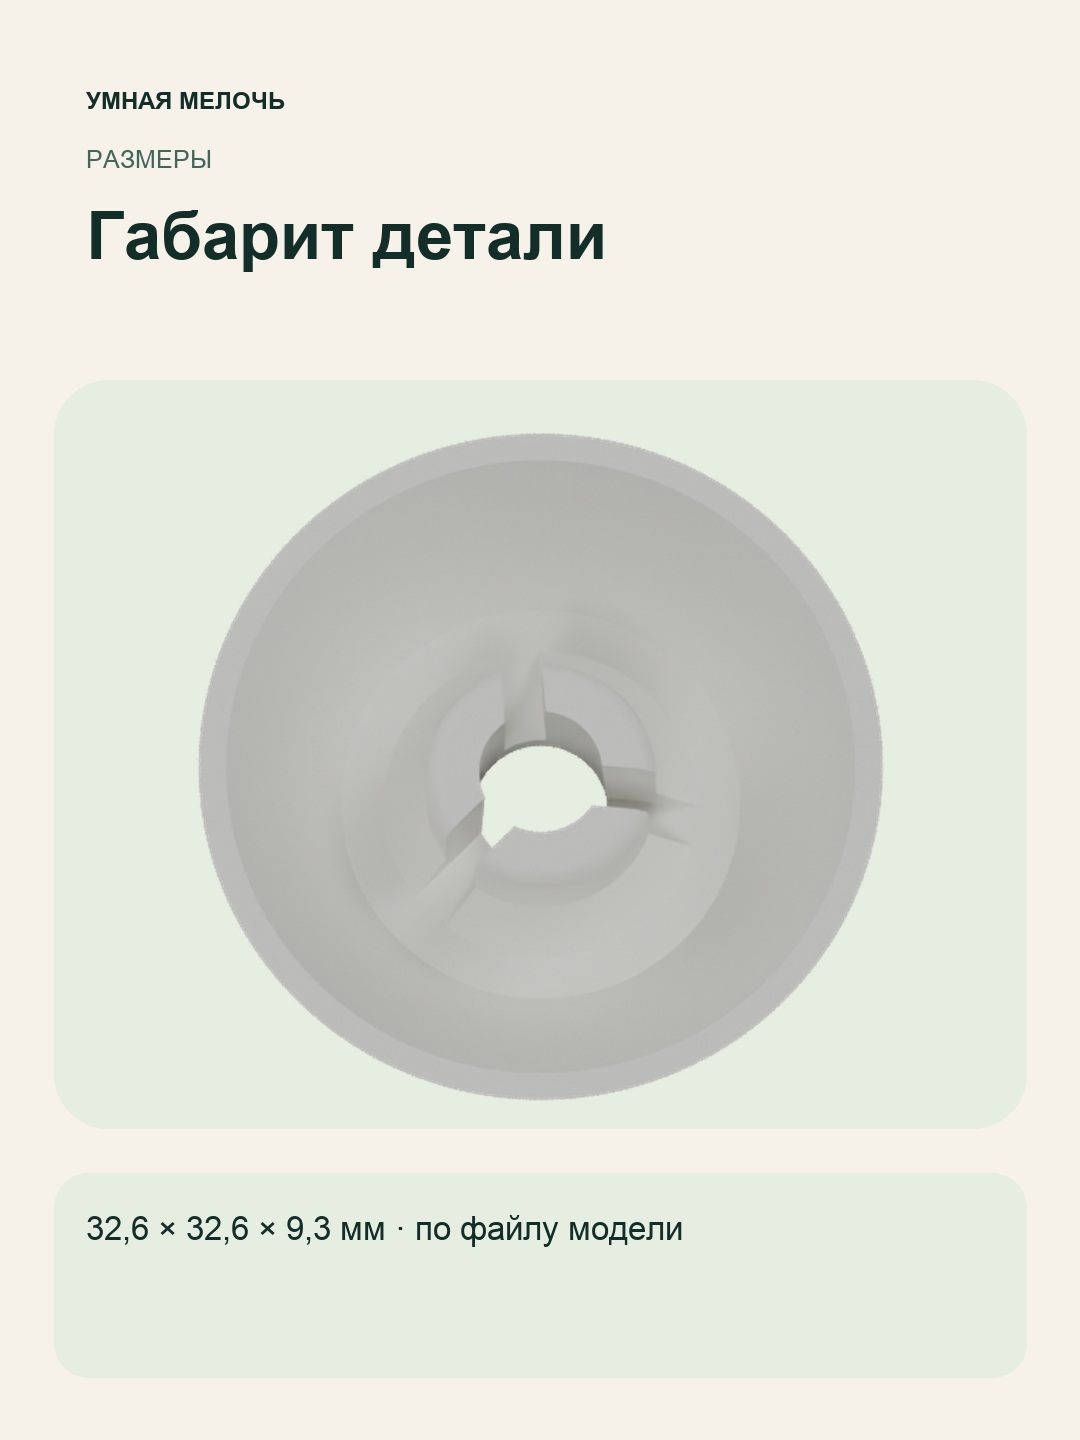 УМНАЯ МЕЛОЧЬ
РАЗМЕРЫ
Габарит детали
32,6 × 32,6 × 9,3 мм · по файлу модели